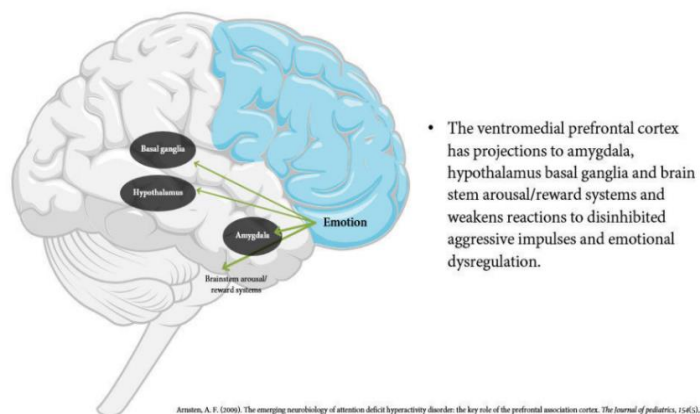 Basal ganglia
Hypothalamus
Amygdala
Emotion
Brainstem arousal/
reward systems
• The ventromedial prefrontal cortex
has projections to amygdala,
hypothalamus basal ganglia and brain
stem arousal/reward systems and
weakens reactions to disinhibited
aggressive impulses and emotional
dysregulation.
Arnsten, A. F. (2009). The emerging neurobiology of attention deficit hyperactivity disorder: the key role of the prefrontal association cortex. The Journal of pediatrics, 154(5),